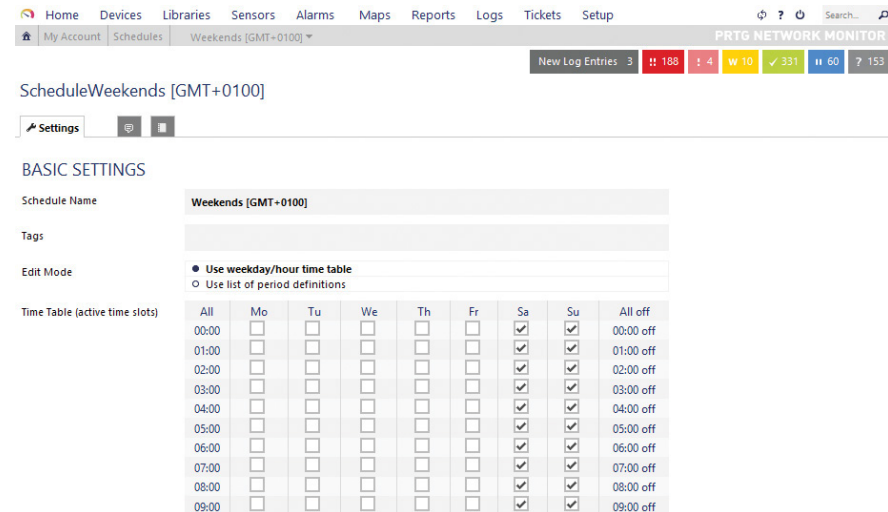 Home Devices Libraries Sensors Alarms Maps Reports Logs Tickets Setup ? Search...
My Account Schedules Weekends [GMT+0100] PRTG NETWORK MONITOR
New Log Entries 3 !! 188 ! 4 W 10 ✓ 331 II 60 ? 153
ScheduleWeekends [GMT+0100]
Settings
BASIC SETTINGS
Schedule Name Weekends [GMT+0100]
Tags
Edit Mode Use weekday/hour time table
Use list of period definitions
Time Table (active time slots) All Mo Tu We Th Fr Sa Su All off
00:00 00:00 off
01:00 01:00 off
02:00 02:00 off
03:00 03:00 off
04:00 04:00 off
05:00 05:00 off
06:00 06:00 off
07:00 07:00 off
08:00 08:00 off
09:00 09:00 off